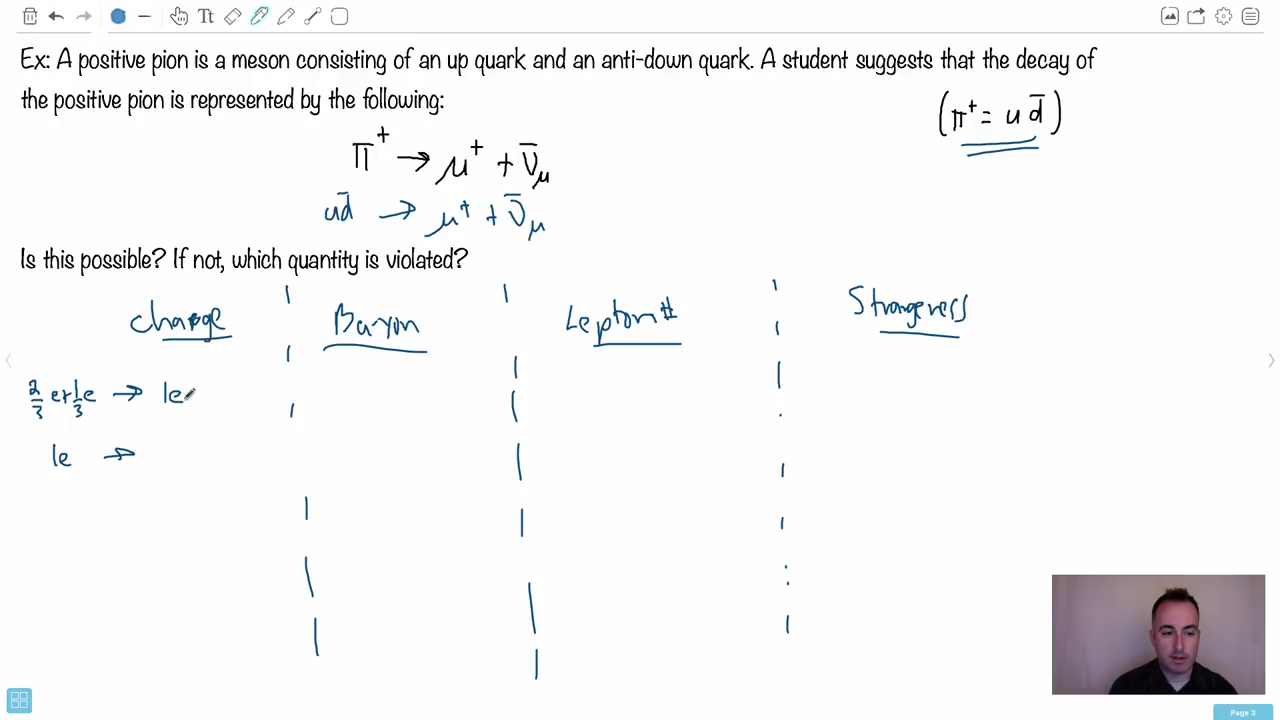 Tt
Ex: A positive pion is a meson consisting of an up quark and an anti-down quark. A student suggests that the decay of
the positive pion is represented by the following:
(π⁺ = u d̄)
π⁺ → μ⁺ + ν̄μ
ud̄ → μ⁺ + ν̄μ
Is this possible? If not, which quantity is violated?
Charge Baryon Lepton # Strangeness
2/3 e + 1/3 e → 1e
1e →
Page 3